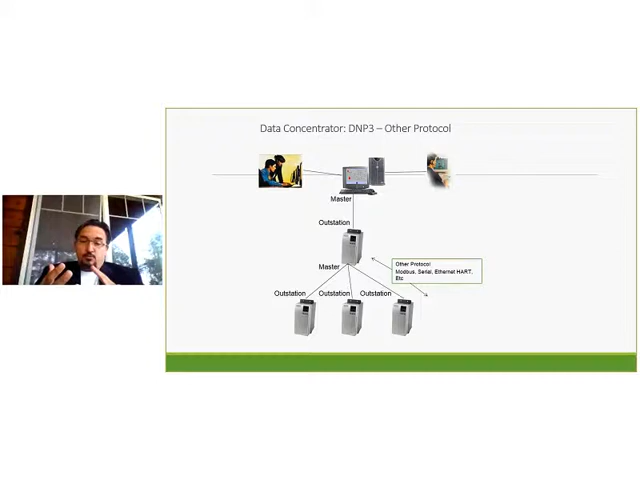 Data Concentrator: DNP3 – Other Protocol
Master
Outstation
Master
Other Protocol
Modbus, Serial, Ethernet HART,
Etc
Outstation Outstation Outstation